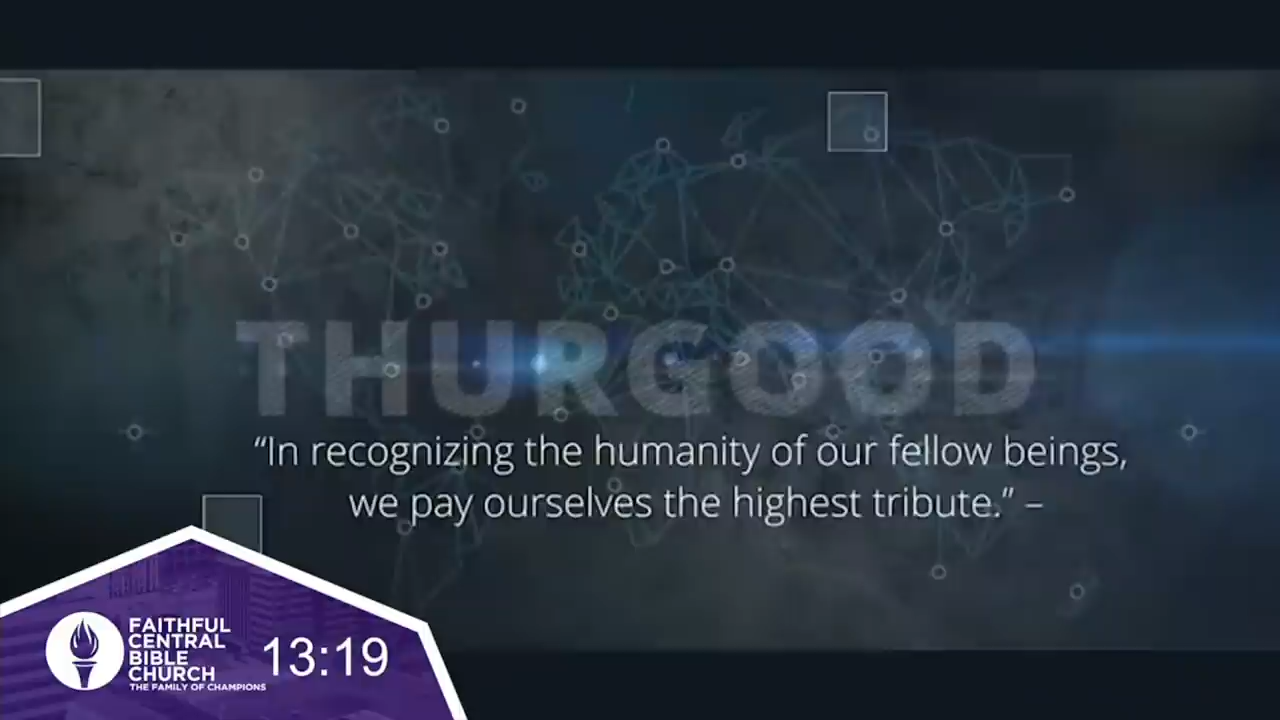 THURGOOD
“In recognizing the humanity of our fellow beings,
we pay ourselves the highest tribute.” –
FAITHFUL
CENTRAL
BIBLE
CHURCH
THE FAMILY OF CHAMPIONS
13:19